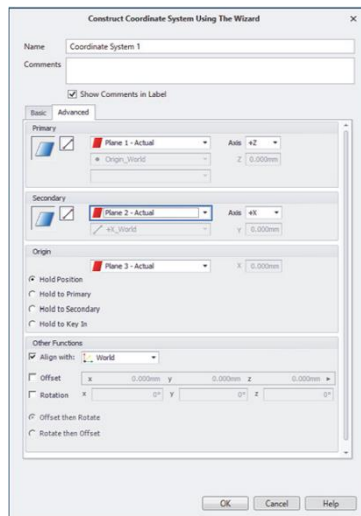 Construct Coordinate System Using The Wizard
Name Coordinate System 1
Comments
Show Comments in Label
Basic Advanced
Primary
Plane 1 - Actual Axis +Z
Origin_World Z 0.000mm
Secondary
Plane 2 - Actual Axis +X
+X_World y 0.000mm
Origin
Plane 3 - Actual X 0.000mm
Hold Position
Hold to Primary
Hold to Secondary
Hold to Key In
Other Functions
Align with: World
Offset x 0.000mm y 0.000mm z 0.000mm
Rotation x 0° y 0° z 0°
Offset then Rotate
Rotate then Offset
OK Cancel Help